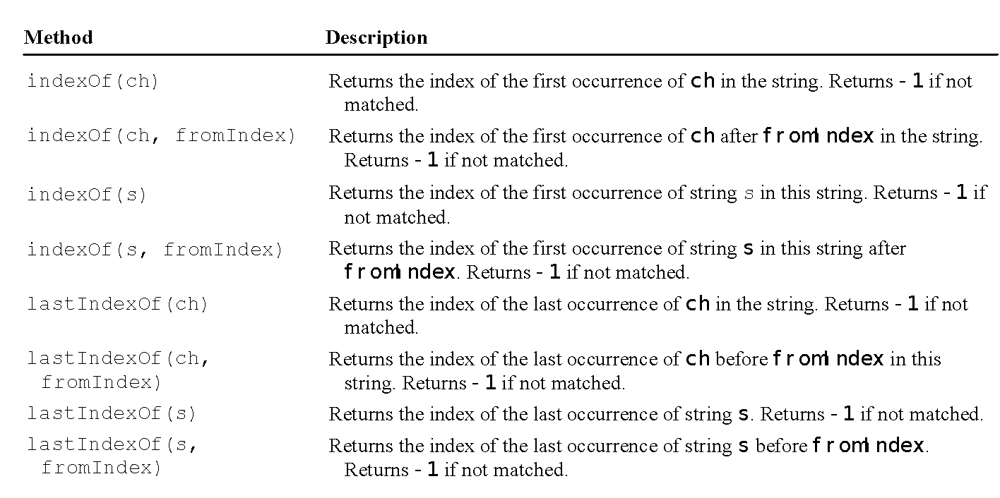 Method Description
indexOf(ch) Returns the index of the first occurrence of ch in the string. Returns -1 if not
matched.
indexOf(ch, fromIndex) Returns the index of the first occurrence of ch after fromIndex in the string.
Returns -1 if not matched.
indexOf(s) Returns the index of the first occurrence of string s in this string. Returns -1 if
not matched.
indexOf(s, fromIndex) Returns the index of the first occurrence of string s in this string after
fromIndex. Returns -1 if not matched.
lastIndexOf(ch) Returns the index of the last occurrence of ch in the string. Returns -1 if not
matched.
lastIndexOf(ch, Returns the index of the last occurrence of ch before fromIndex in this
fromIndex) string. Returns -1 if not matched.
lastIndexOf(s) Returns the index of the last occurrence of string s. Returns -1 if not matched.
lastIndexOf(s, Returns the index of the last occurrence of string s before fromIndex.
fromIndex) Returns -1 if not matched.